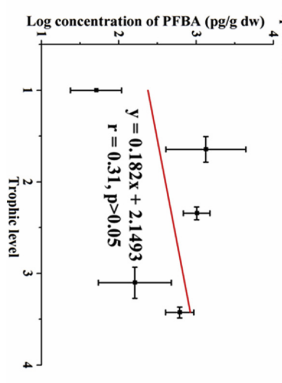 Log concentration of PFBA (pg/g dw)
1
2
3
4
y = 0.182x + 2.1493
r = 0.31, p>0.05
1
2
3
4
Trophic level